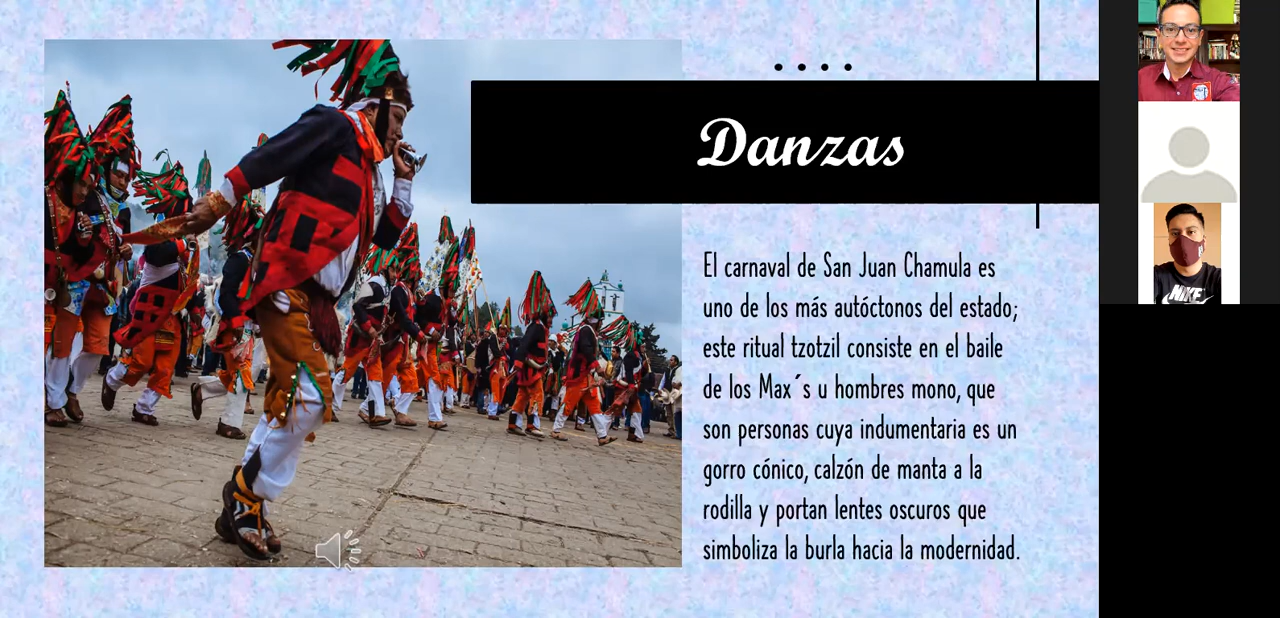 Danzas
El carnaval de San Juan Chamula es
uno de los más autóctonos del estado;
este ritual tzotzil consiste en el baile
de los Max´s u hombres mono, que
son personas cuya indumentaria es un
gorro cónico, calzón de manta a la
rodilla y portan lentes oscuros que
simboliza la burla hacia la modernidad.
NIKE